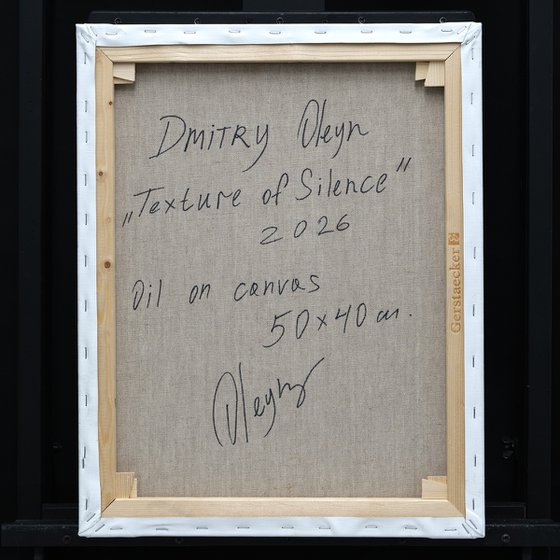 Dmitry Oleyn
„Texture of Silence"
2026
Oil on canvas
50x40 cm.
Oleyn
Gerstaecker